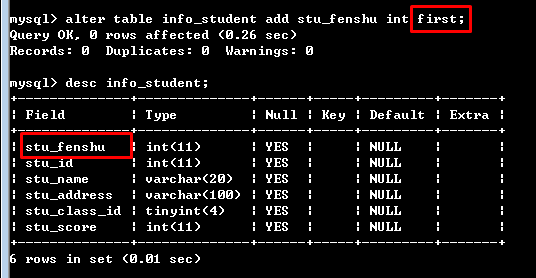 mysql> alter table info_student add stu_fenshu int first;
Query OK, 0 rows affected (0.26 sec)
Records: 0  Duplicates: 0  Warnings: 0
mysql> desc info_student;
+--------------+--------------+------+-----+---------+-------+
| Field        | Type         | Null | Key | Default | Extra |
+--------------+--------------+------+-----+---------+-------+
| stu_fenshu   | int(11)      | YES  |     | NULL    |       |
| stu_id       | int(11)      | YES  |     | NULL    |       |
| stu_name     | varchar(20)  | YES  |     | NULL    |       |
| stu_address  | varchar(100) | YES  |     | NULL    |       |
| stu_class_id | tinyint(4)   | YES  |     | NULL    |       |
| stu_score    | int(11)      | YES  |     | NULL    |       |
+--------------+--------------+------+-----+---------+-------+
6 rows in set (0.01 sec)